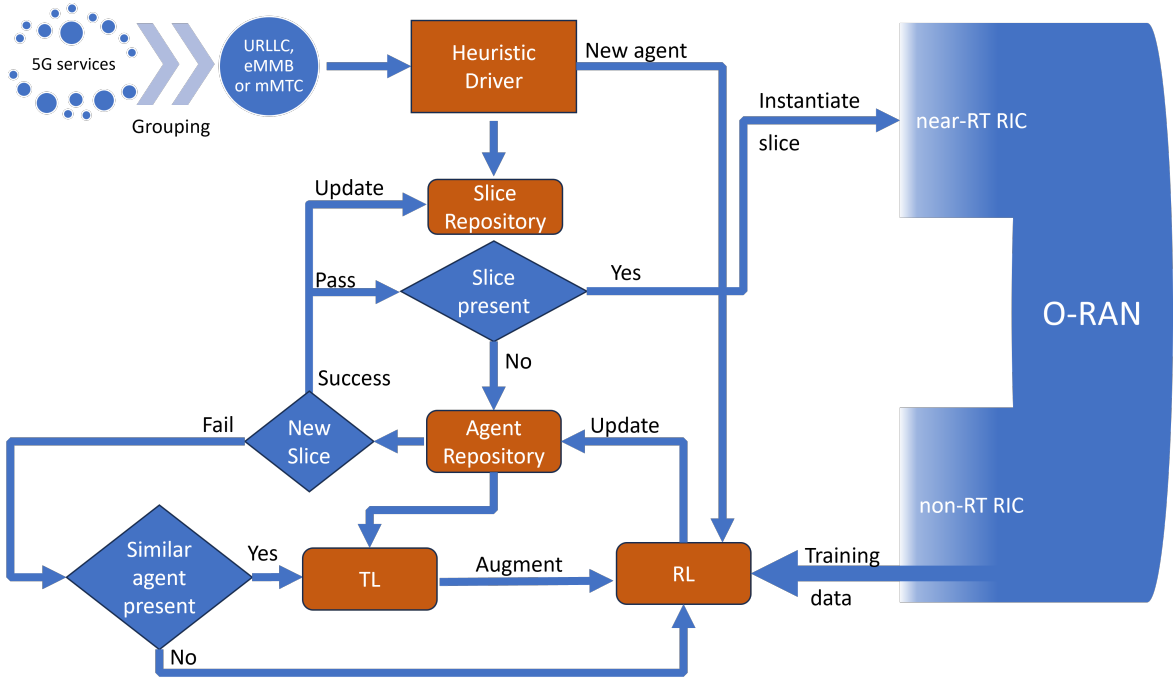 5G services
Grouping
URLLC,
eMMB
or mMTC
Heuristic
Driver
New agent
Instantiate
slice
near-RT RIC
Update
Slice
Repository
Pass
Slice
present
Yes
O-RAN
No
Success
Fail
New
Slice
Agent
Repository
Update
non-RT RIC
Similar
agent
present
Yes
TL
Augment
RL
Training
data
No